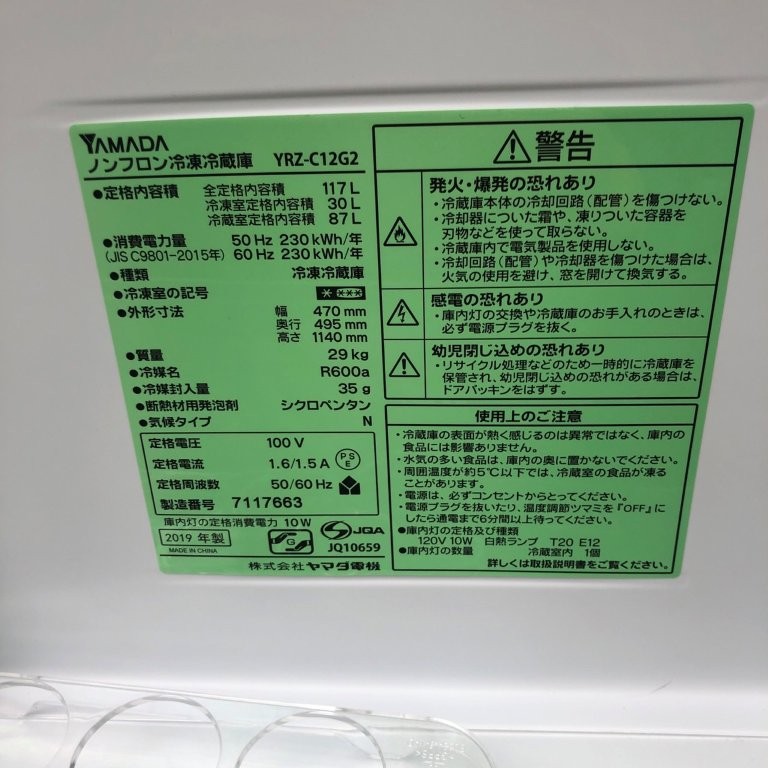 YAMADA
ノンフロン冷凍冷蔵庫 YRZ-C12G2
●定格内容積 全定格内容積 117 L
冷凍室定格内容積 30 L
冷蔵室定格内容積 87 L
●消費電力量 50 Hz 230 kWh/年
(JIS C9801-2015年) 60 Hz 230 kWh/年
●種類 冷凍冷蔵庫
●冷凍室の記号
●外形寸法 幅 470 mm
奥行 495 mm
高さ 1140 mm
●質量 29 kg
●冷媒名 R600a
●冷媒封入量 35 g
●断熱材用発泡剤 シクロペンタン
●気候タイプ N
定格電圧 100 V
定格電流 1.6/1.5 A
PSE
定格周波数 50/60 Hz
製造番号 7117663
庫内灯の定格消費電力 10W
2019 年製
MADE IN CHINA
G
JQA
JQ10659
株式会社 ヤマダ電機
警告
発火・爆発の恐れあり
・冷蔵庫本体の冷却回路(配管)を傷つけない。
・冷却器についた霜や、凍りついた容器を
刃物などを使って取らない。
・冷蔵庫内で電気製品を使用しない。
・冷却回路(配管)や冷却器を傷つけた場合は、
火気の使用を避け、窓を開けて換気する。
感電の恐れあり
・庫内灯の交換や冷蔵庫のお手入れのときは、
必ず電源プラグを抜く。
幼児閉じ込めの恐れあり
・リサイクル処理などのため一時的に冷蔵庫を
保管され、幼児閉じ込めの恐れがある場合は、
ドアパッキンをはずす。
使用上のご注意
・冷蔵庫の表面が熱く感じるのは異常ではなく、庫内の
食品には影響ありません。
・水気の多い食品は、庫内の奥に置かないでください。
・周囲温度が約5℃以下では、冷蔵室の食品が凍る
ことがあります。
・電源は、必ずコンセントからとってください。
・電源プラグを抜いたり、温度調節ツマミを『OFF』に
したら通電まで6分間以上待ってください。
●庫内灯の定格及び種類
120V 10W 白熱ランプ T20 E12
●庫内灯の数量 冷蔵室内 1個
詳しくは取扱説明書をご覧ください。